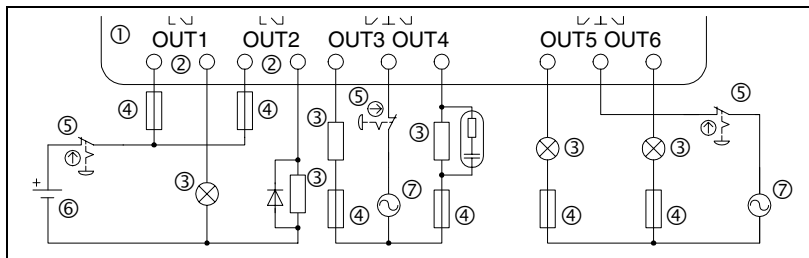 ① OUT1 OUT2 OUT3 OUT4 OUT5 OUT6
② ②
④ ④ ⑤ ⑤
⑤ ③ ③
③ ③ ③
③ ③
+ ⑥ ⑦ ⑦
④ ④ ④ ④